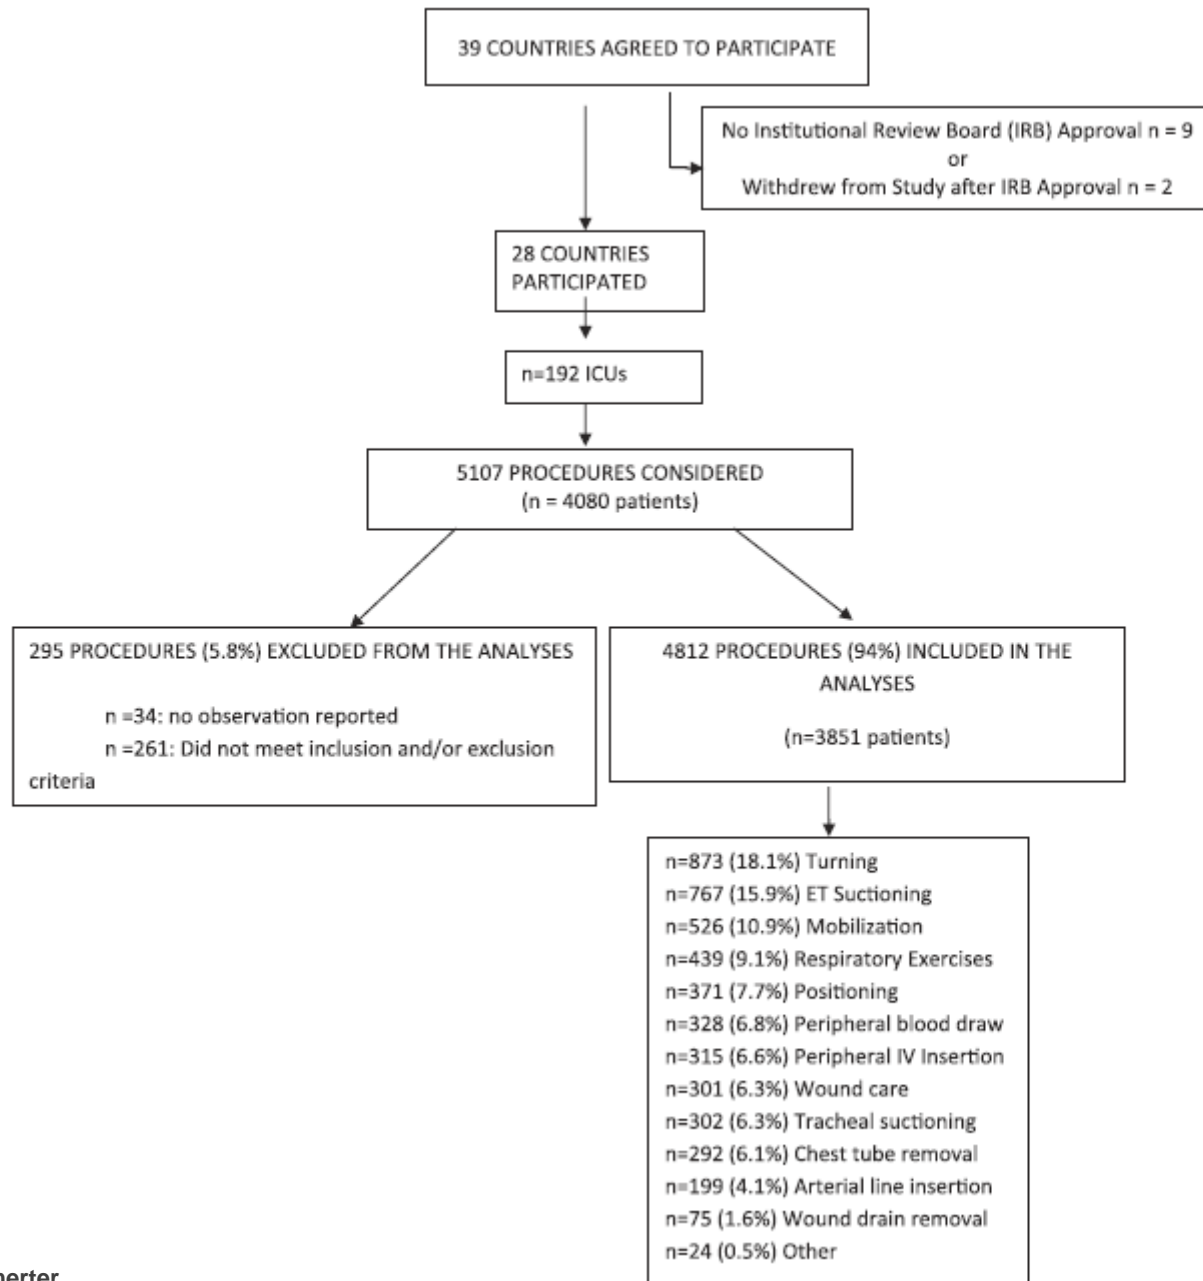 39 COUNTRIES AGREED TO PARTICIPATE
No Institutional Review Board (IRB) Approval n = 9
or
Withdrew from Study after IRB Approval n = 2
28 COUNTRIES
PARTICIPATED
n=192 ICUs
5107 PROCEDURES CONSIDERED
(n = 4080 patients)
295 PROCEDURES (5.8%) EXCLUDED FROM THE ANALYSES
n =34: no observation reported
n =261: Did not meet inclusion and/or exclusion
criteria
4812 PROCEDURES (94%) INCLUDED IN THE
ANALYSES
(n=3851 patients)
n=873 (18.1%) Turning
n=767 (15.9%) ET Suctioning
n=526 (10.9%) Mobilization
n=439 (9.1%) Respiratory Exercises
n=371 (7.7%) Positioning
n=328 (6.8%) Peripheral blood draw
n=315 (6.6%) Peripheral IV Insertion
n=301 (6.3%) Wound care
n=302 (6.3%) Tracheal suctioning
n=292 (6.1%) Chest tube removal
n=199 (4.1%) Arterial line insertion
n=75 (1.6%) Wound drain removal
n=24 (0.5%) Other